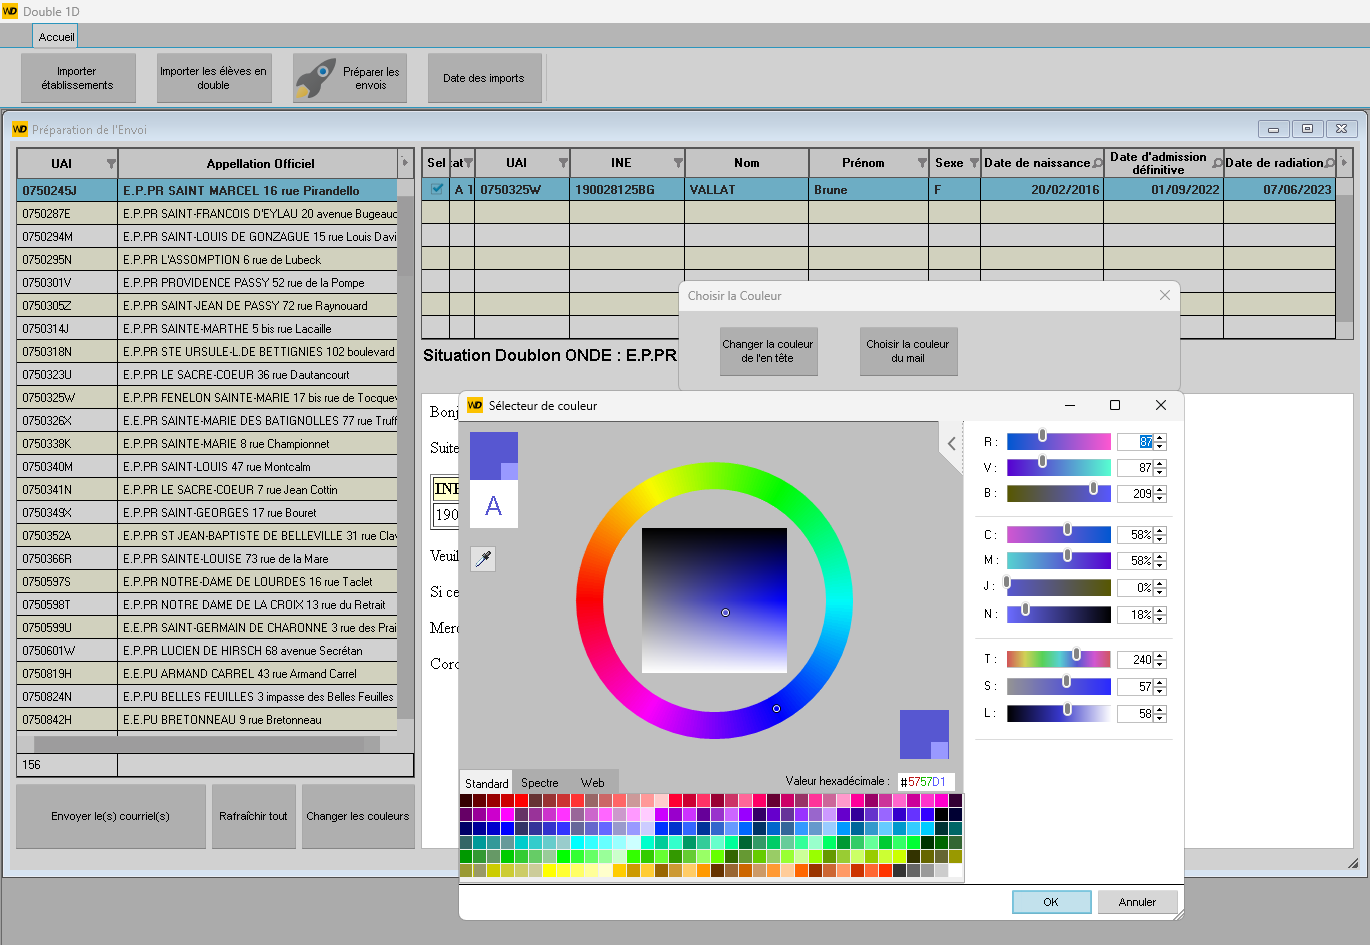 WD Double 1D
Accueil
Importer
établissements
Importer les élèves en
double
Préparer les
envois
Date des imports
WD Préparation de l'Envoi
UAI Appellation Officiel
0750245J E.P.PR SAINT MARCEL 16 rue Pirandello
0750287E E.P.PR SAINT-FRANCOIS D'EYLAU 20 avenue Bugeaud
0750294M E.P.PR SAINT-LOUIS DE GONZAGUE 15 rue Louis Davi
0750295N E.P.PR L'ASSOMPTION 6 rue de Lubeck
0750301V E.P.PR PROVIDENCE PASSY 52 rue de la Pompe
0750305Z E.P.PR SAINT-JEAN DE PASSY 72 rue Raynouard
0750314J E.P.PR SAINTE-MARTHE 5 bis rue Lacaille
0750318N E.P.PR STE URSULE-L.DE BETTIGNIES 102 boulevard
0750323U E.P.PR LE SACRE-COEUR 36 rue Dautancourt
0750325W E.P.PR FENELON SAINTE-MARIE 17 bis rue de Tocquev
0750326X E.E.PR SAINTE-MARIE DES BATIGNOLLES 77 rue Truff
0750338K E.P.PR SAINTE-MARIE 8 rue Championnet
0750340M E.P.PR SAINT-LOUIS 47 rue Montcalm
0750341N E.P.PR LE SACRE-COEUR 7 rue Jean Cottin
0750349X E.P.PR SAINT-GEORGES 17 rue Bouret
0750352A E.P.PR ST JEAN-BAPTISTE DE BELLEVILLE 31 rue Clav
0750366R E.P.PR SAINTE-LOUISE 73 rue de la Mare
0750597S E.P.PR NOTRE-DAME DE LOURDES 16 rue Taclet
0750598T E.P.PR NOTRE DAME DE LA CROIX 13 rue du Retrait
0750599U E.E.PR SAINT-GERMAIN DE CHARONNE 3 rue des Prai
0750601W E.P.PR LUCIEN DE HIRSCH 68 avenue Secrétan
0750819H E.E.PU ARMAND CARREL 43 rue Armand Carrel
0750824N E.P.PU BELLES FEUILLES 3 impasse des Belles Feuilles
0750842H E.E.PU BRETONNEAU 9 rue Bretonneau
156
Envoyer le(s) courriel(s)
Rafraîchir tout
Changer les couleurs
Sel tat UAI INE Nom Prénom Sexe Date de naissance Date d'admission définitive Date de radiation
A T 0750325W 190028125BG VALLAT Brune F 20/02/2016 01/09/2022 07/06/2023
Situation Doublon ONDE : E.P.PR
Bonj
Suite
INE
190
Veuil
Si ce
Merc
Coro
Choisir la Couleur
Changer la couleur
de l'en tête
Choisir la couleur
du mail
WD Sélecteur de couleur
A
R : 87
V : 87
B : 209
C : 58%
M : 58%
J : 0%
N : 18%
T : 240
S : 57
L : 58
Standard Spectre Web
Valeur hexadécimale : #5757D1
OK
Annuler